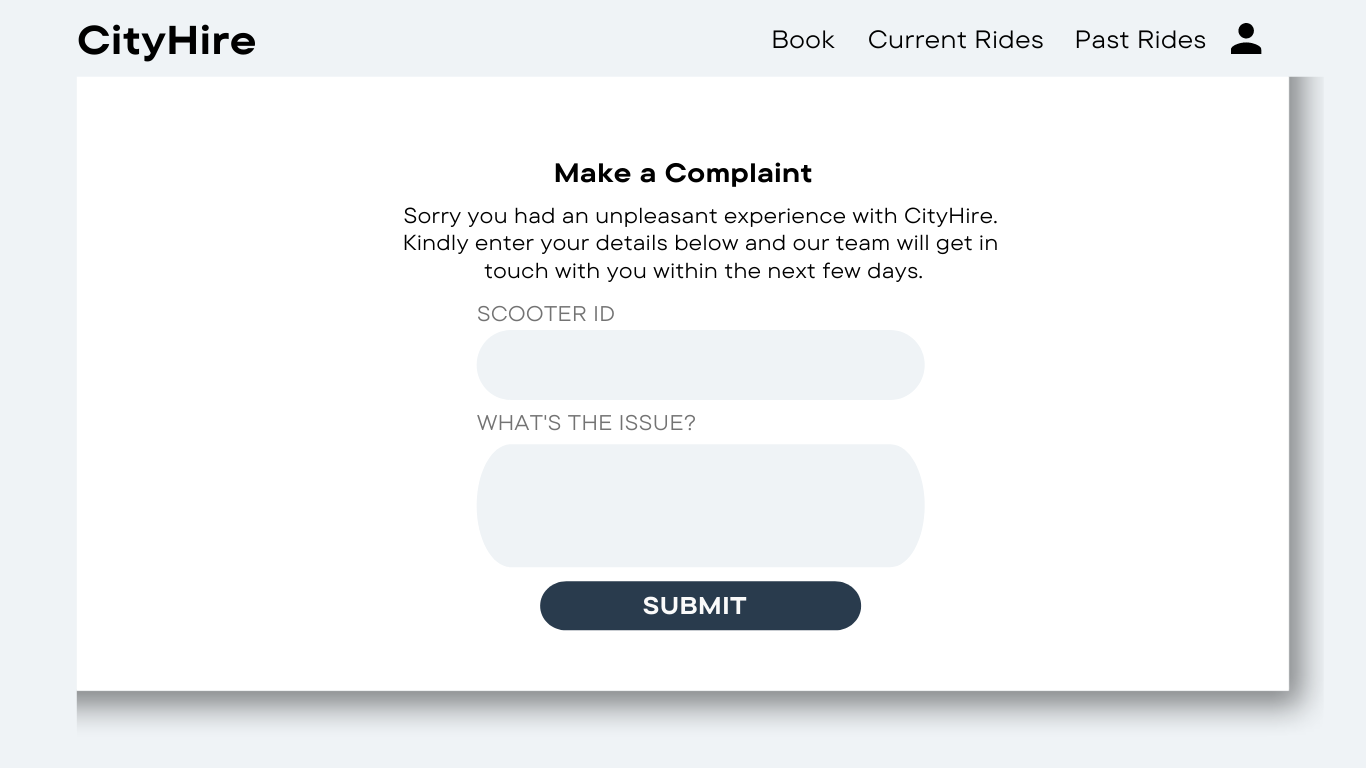 CityHire
Book
Current Rides
Past Rides
Make a Complaint
Sorry you had an unpleasant experience with CityHire.
Kindly enter your details below and our team will get in
touch with you within the next few days.
SCOOTER ID
WHAT'S THE ISSUE?
SUBMIT